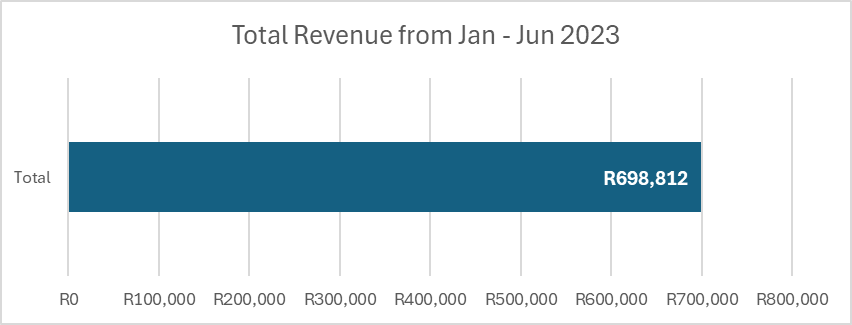 Total Revenue from Jan - Jun 2023
Total
R698,812
R0 R100,000 R200,000 R300,000 R400,000 R500,000 R600,000 R700,000 R800,000